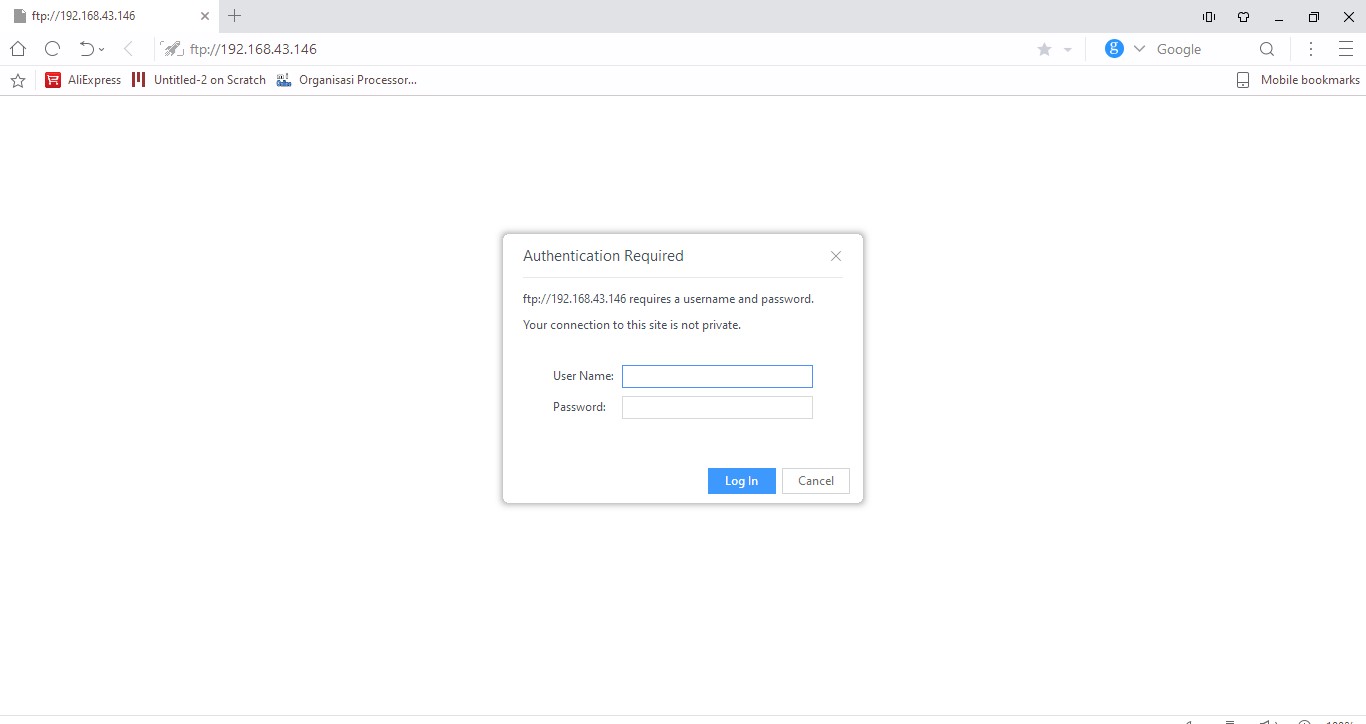 ftp://192.168.43.146
ftp://192.168.43.146
Google
AliExpress
Untitled-2 on Scratch
Organisasi Processor...
Mobile bookmarks
Authentication Required
ftp://192.168.43.146 requires a username and password.
Your connection to this site is not private.
User Name:
Password:
Log In
Cancel